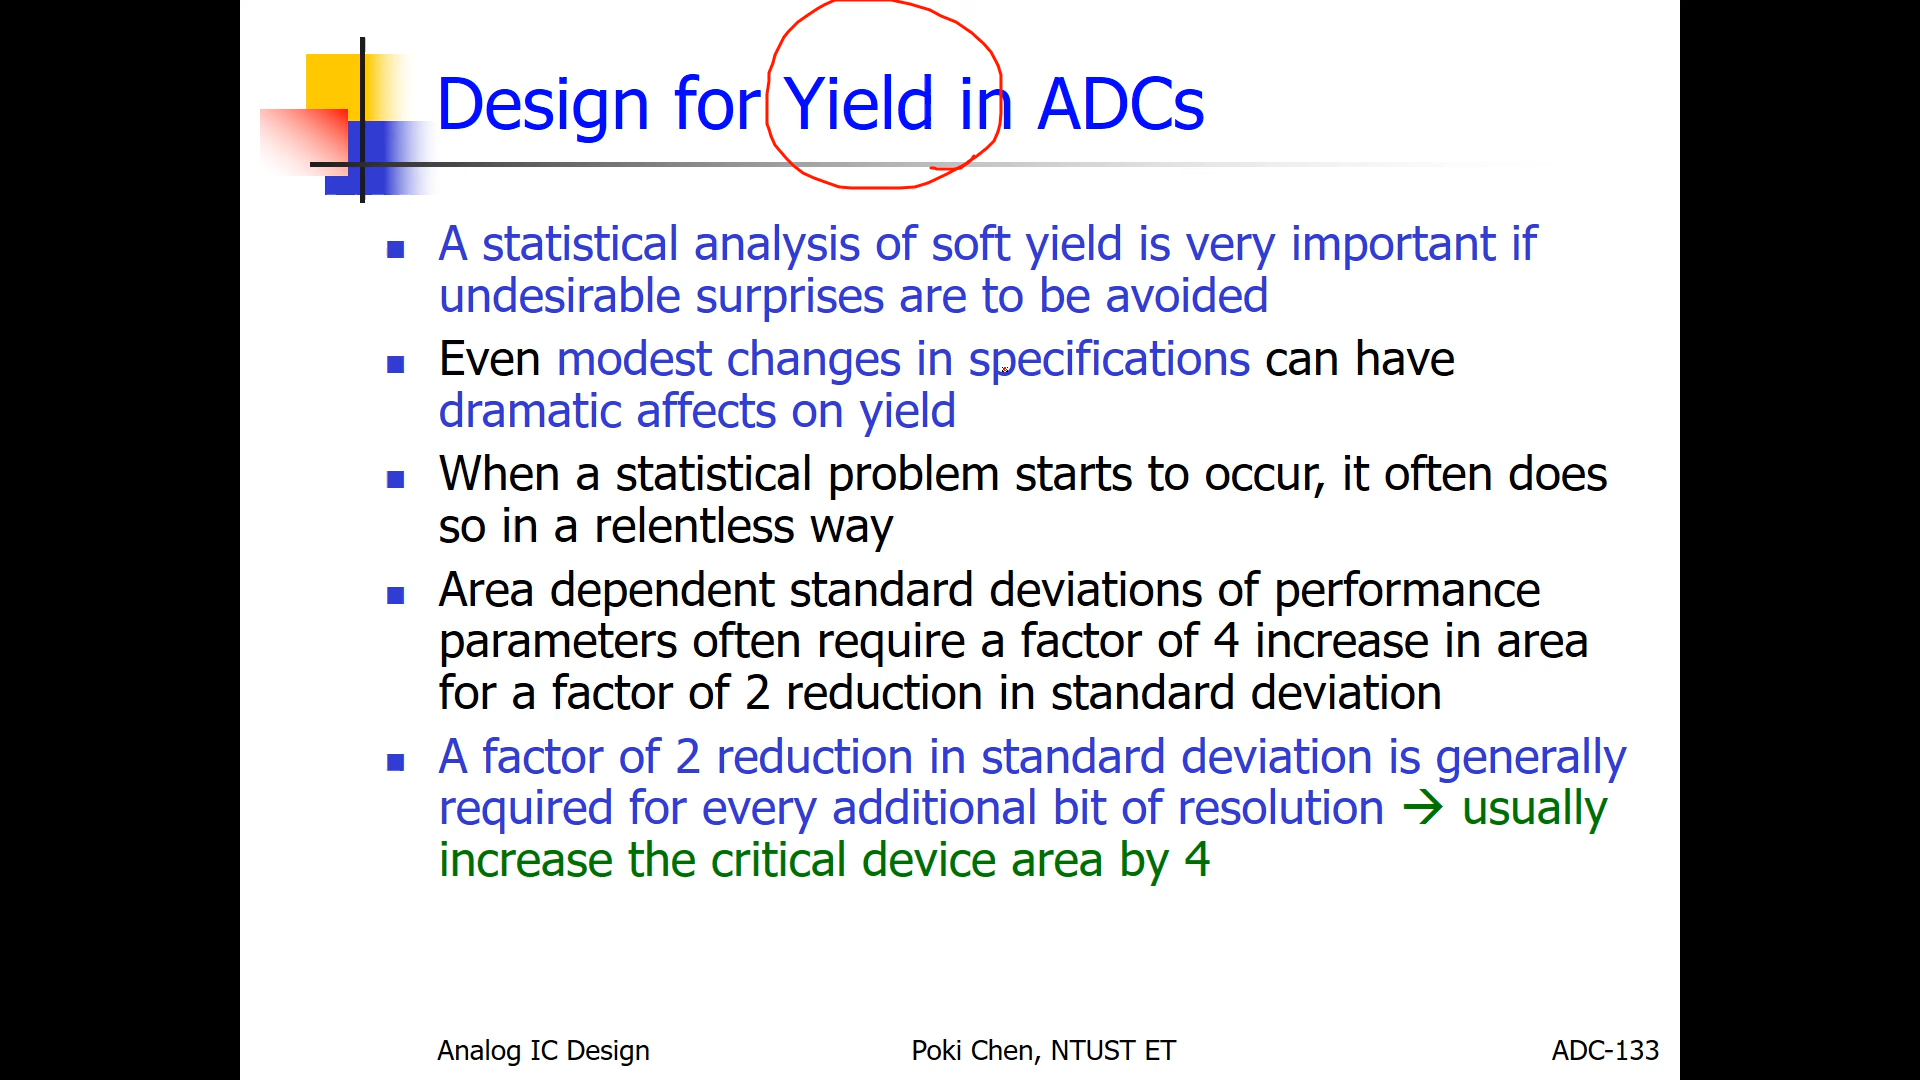 Design for Yield in ADCs
A statistical analysis of soft yield is very important if
undesirable surprises are to be avoided
Even modest changes in specifications can have
dramatic affects on yield
When a statistical problem starts to occur, it often does
so in a relentless way
Area dependent standard deviations of performance
parameters often require a factor of 4 increase in area
for a factor of 2 reduction in standard deviation
A factor of 2 reduction in standard deviation is generally
required for every additional bit of resolution → usually
increase the critical device area by 4
Analog IC Design
Poki Chen, NTUST ET
ADC-133